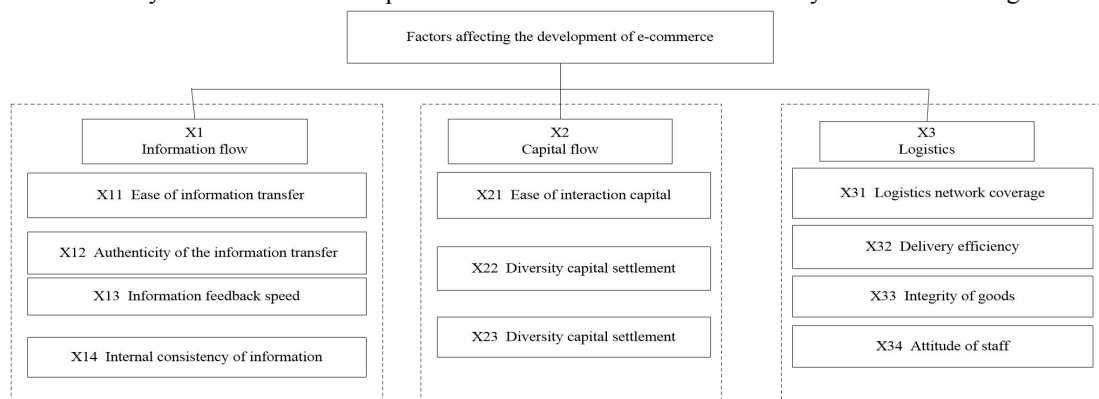 Factors affecting the development of e-commerce
X1
Information flow
X11 Ease of information transfer
X12 Authenticity of the information transfer
X13 Information feedback speed
X14 Internal consistency of information
X2
Capital flow
X21 Ease of interaction capital
X22 Diversity capital settlement
X23 Diversity capital settlement
X3
Logistics
X31 Logistics network coverage
X32 Delivery efficiency
X33 Integrity of goods
X34 Attitude of staff